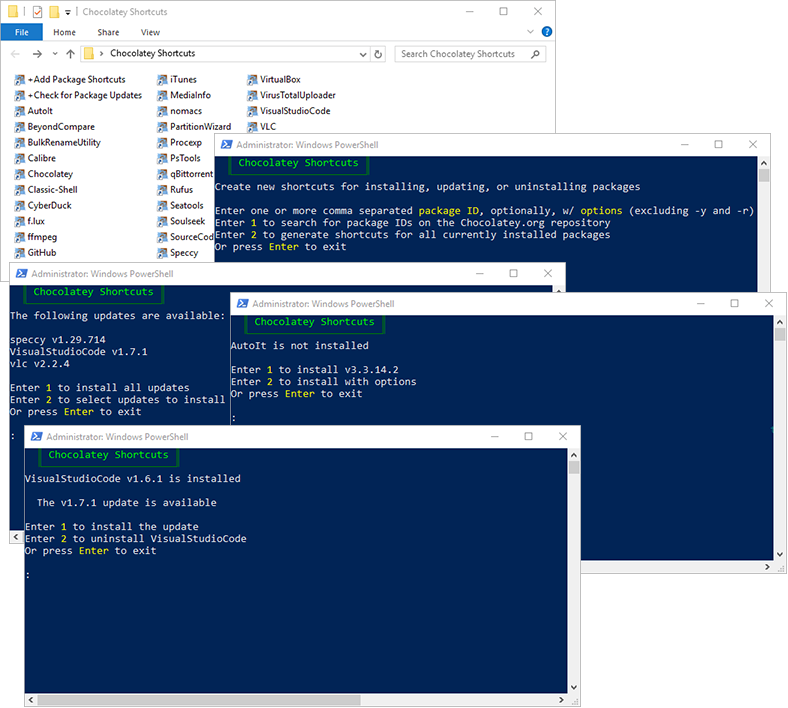 Chocolatey Shortcuts
File Home Share View
Chocolatey Shortcuts
Search Chocolatey Shortcuts
+Add Package Shortcuts
+Check for Package Updates
AutoIt
BeyondCompare
BulkRenameUtility
Calibre
Chocolatey
Classic-Shell
CyberDuck
f.lux
ffmpeg
GitHub
iTunes
MediaInfo
nomacs
PartitionWizard
Procexp
PsTools
qBittorrent
Rufus
Seatools
Soulseek
SourceCod
Speccy
VirtualBox
VirusTotalUploader
VisualStudioCode
VLC
Administrator: Windows PowerShell
Chocolatey Shortcuts
Create new shortcuts for installing, updating, or uninstalling packages
Enter one or more comma separated package ID, optionally, w/ options (excluding -y and -r)
Enter 1 to search for package IDs on the Chocolatey.org repository
Enter 2 to generate shortcuts for all currently installed packages
Or press Enter to exit
Administrator: Windows PowerShell
Chocolatey Shortcuts
The following updates are available:
speccy v1.29.714
VisualStudioCode v1.7.1
vlc v2.2.4
Enter 1 to install all updates
Enter 2 to select updates to install
Or press Enter to exit
:
Administrator: Windows PowerShell
Chocolatey Shortcuts
AutoIt is not installed
Enter 1 to install v3.3.14.2
Enter 2 to install with options
Or press Enter to exit
:
Administrator: Windows PowerShell
Chocolatey Shortcuts
VisualStudioCode v1.6.1 is installed
The v1.7.1 update is available
Enter 1 to install the update
Enter 2 to uninstall VisualStudioCode
Or press Enter to exit
: